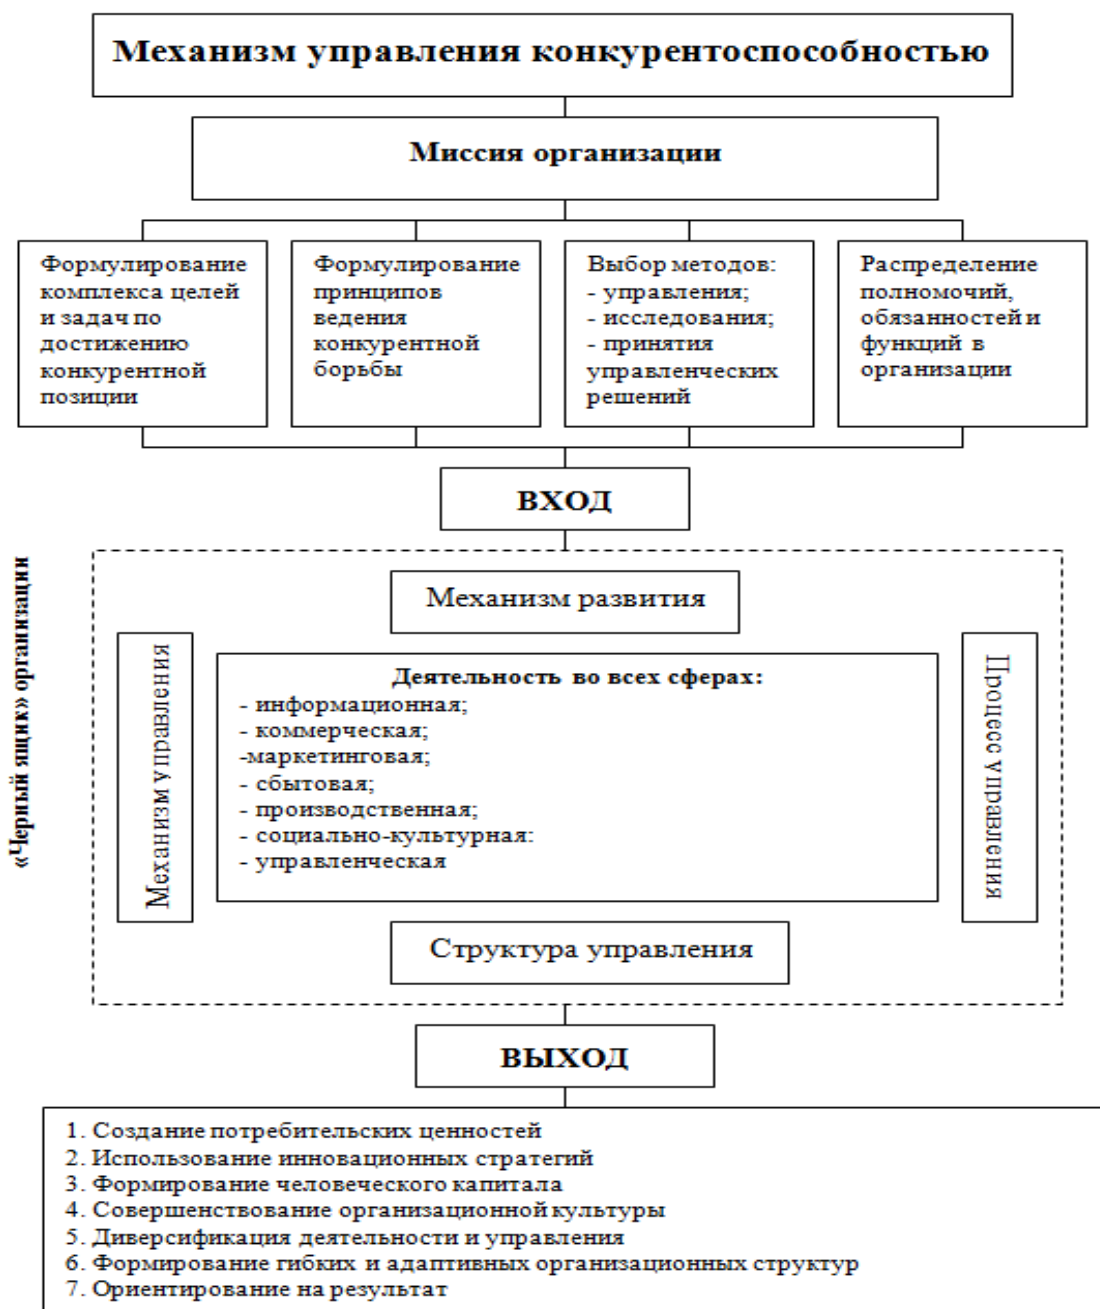 Механизм управления конкурентоспособностью
Миссия организации
Формулирование
комплекса целей
и задач по
достижению
конкурентной
позиции
Формулирование
принципов
ведения
конкурентной
борьбы
Выбор методов:
- управления;
- исследования;
- принятия
управленческих
решений
Распределение
полномочий,
обязанностей и
функций в
организации
ВХОД
«Черный ящик» организации
Механизм развития
Механизм управления
Деятельность во всех сферах:
- информационная;
- коммерческая;
-маркетинговая;
- сбытовая;
- производственная;
- социально-культурная:
- управленческая
Процесс управления
Структура управления
ВЫХОД
1. Создание потребительских ценностей
2. Использование инновационных стратегий
3. Формирование человеческого капитала
4. Совершенствование организационной культуры
5. Диверсификация деятельности и управления
6. Формирование гибких и адаптивных организационных структур
7. Ориентирование на результат